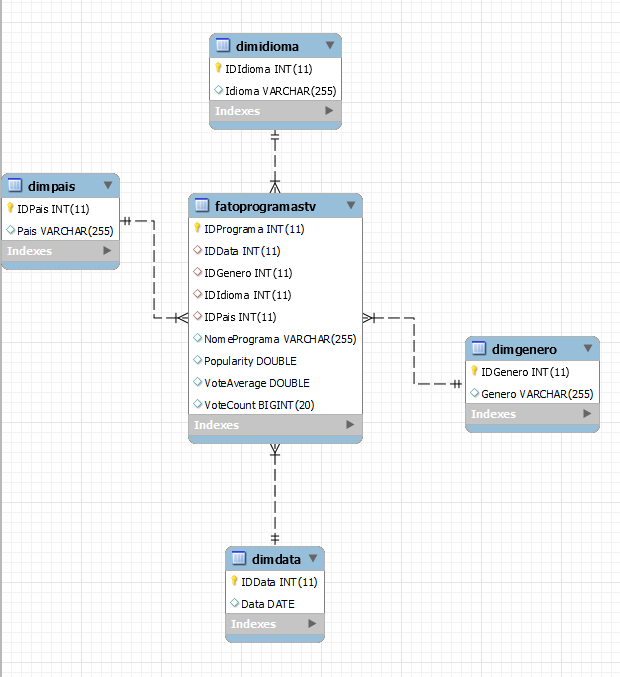 dimidioma
IDIdioma INT(11)
Idioma VARCHAR(255)
Indexes
dimpais
IDPais INT(11)
Pais VARCHAR(255)
Indexes
fatoprogramastv
IDPrograma INT(11)
IDData INT(11)
IDGenero INT(11)
IDIdioma INT(11)
IDPais INT(11)
NomePrograma VARCHAR(255)
Popularity DOUBLE
VoteAverage DOUBLE
VoteCount BIGINT(20)
Indexes
dimgenero
IDGenero INT(11)
Genero VARCHAR(255)
Indexes
dimdata
IDData INT(11)
Data DATE
Indexes